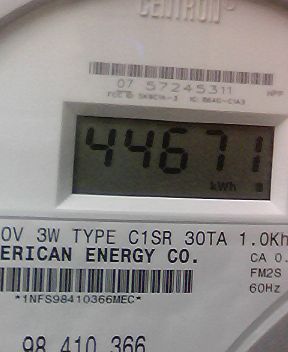 CENTRON
07 57245311
44671
kWh
0V 3W TYPE C1SR 30TA 1.0Kh
ERICAN ENERGY CO.
CA 0.
FM2S
60Hz
*1NFS98410366MEC*
98 410 366